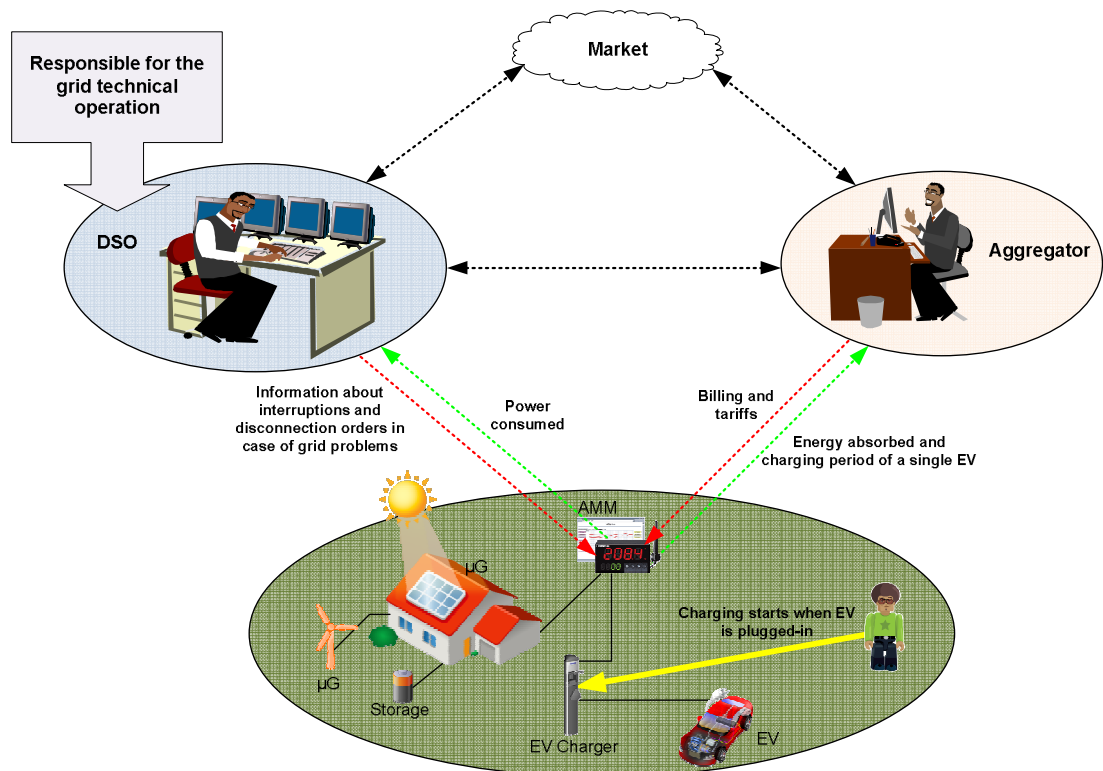 Market
Responsible for the
grid technical
operation
DSO
Aggregator
Information about
interruptions and
disconnection orders in
case of grid problems
Power
consumed
Billing and
tariffs
Energy absorbed and
charging period of a single EV
AMM
2084
00
µG
Charging starts when EV
is plugged-in
µG
Storage
EV Charger
EV